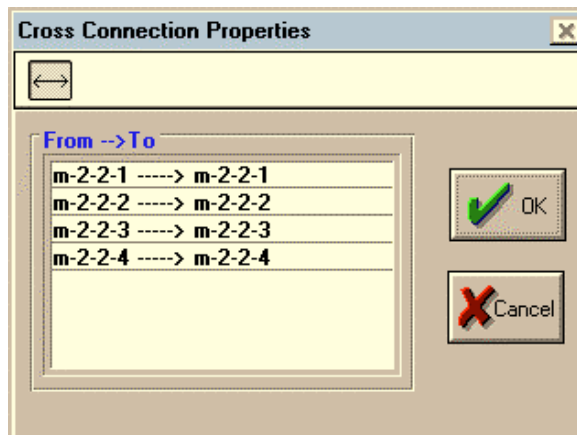 Cross Connection Properties
From -->To
m-2-2-1 -----> m-2-2-1
m-2-2-2 -----> m-2-2-2
m-2-2-3 -----> m-2-2-3
m-2-2-4 -----> m-2-2-4
OK
Cancel